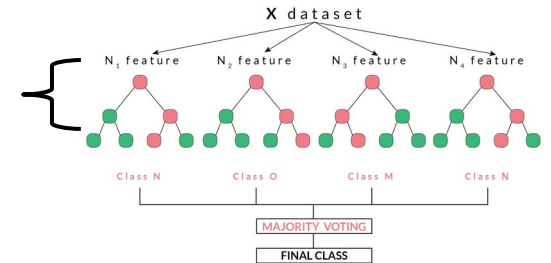 X dataset
N₁ feature N₂ feature N₃ feature N₄ feature
Class N Class O Class M Class N
MAJORITY VOTING
FINAL CLASS